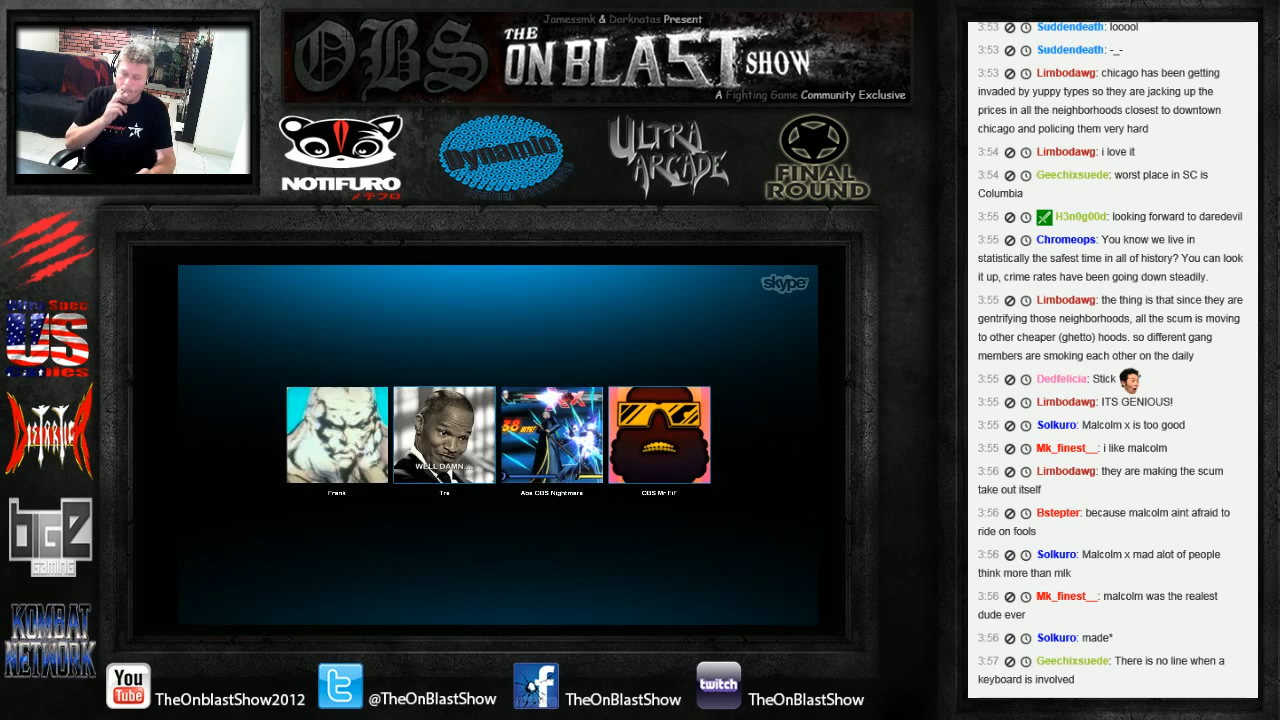 Jamessmk & Darknatas Present
OBS
THE
ON BLAST
SHOW
A Fighting Game Community Exclusive
NOTIFURO
Dynamic
ULTRA
ARCADE
FINAL
ROUND
US
bge
gaming
KOMBAT
NETWORK
skype
58 HITS!
WELL DAMN...
Frank
Tra
Aba OBS Nightmare
OBS Mr Fif
You
Tube
TheOnblastShow2012
@TheOnBlastShow
TheOnBlastShow
twitch
TheOnBlastShow
3:53 Suddendeath: looool
3:53 Suddendeath: -_-
3:53 Limbodawg: chicago has been getting
invaded by yuppy types so they are jacking up the
prices in all the neighborhoods closest to downtown
chicago and policing them very hard
3:54 Limbodawg: i love it
3:54 Geechixsuede: worst place in SC is
Columbia
3:55 H3n0g00d: looking forward to daredevil
3:55 Chromeops: You know we live in
statistically the safest time in all of history? You can look
it up, crime rates have been going down steadily.
3:55 Limbodawg: the thing is that since they are
gentrifying those neighborhoods, all the scum is moving
to other cheaper (ghetto) hoods. so different gang
members are smoking each other on the daily
3:55 Dedfelicia: Stick
3:55 Limbodawg: ITS GENIOUS!
3:55 Solkuro: Malcolm x is too good
3:55 Mk_finest__: i like malcolm
3:56 Limbodawg: they are making the scum
take out itself
3:56 Bstepter: because malcolm aint afraid to
ride on fools
3:56 Solkuro: Malcolm x mad alot of people
think more than mlk
3:56 Mk_finest__: malcolm was the realest
dude ever
3:56 Solkuro: made*
3:57 Geechixsuede: There is no line when a
keyboard is involved